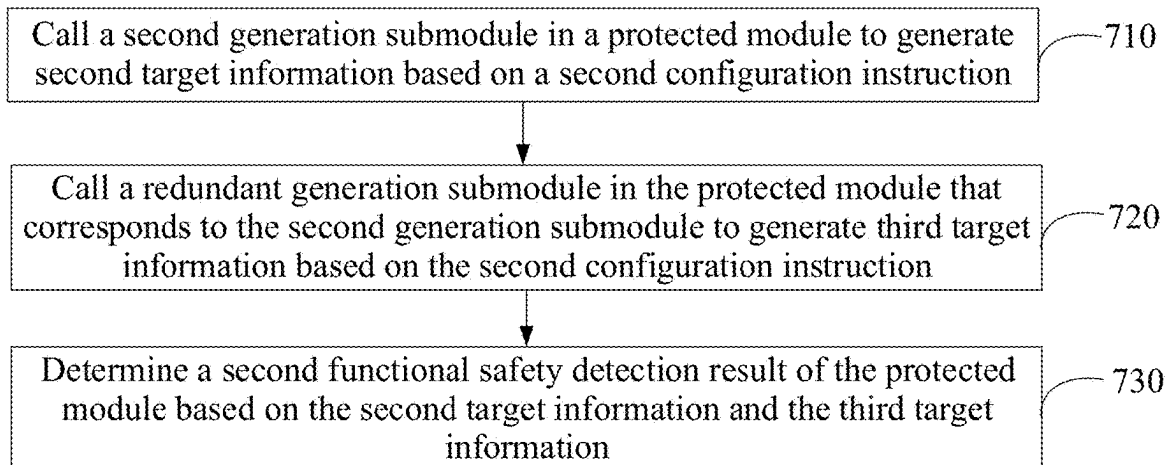 Call a second generation submodule in a protected module to generate
second target information based on a second configuration instruction
710
Call a redundant generation submodule in the protected module that
corresponds to the second generation submodule to generate third target
information based on the second configuration instruction
720
Determine a second functional safety detection result of the protected
module based on the second target information and the third target
information
730